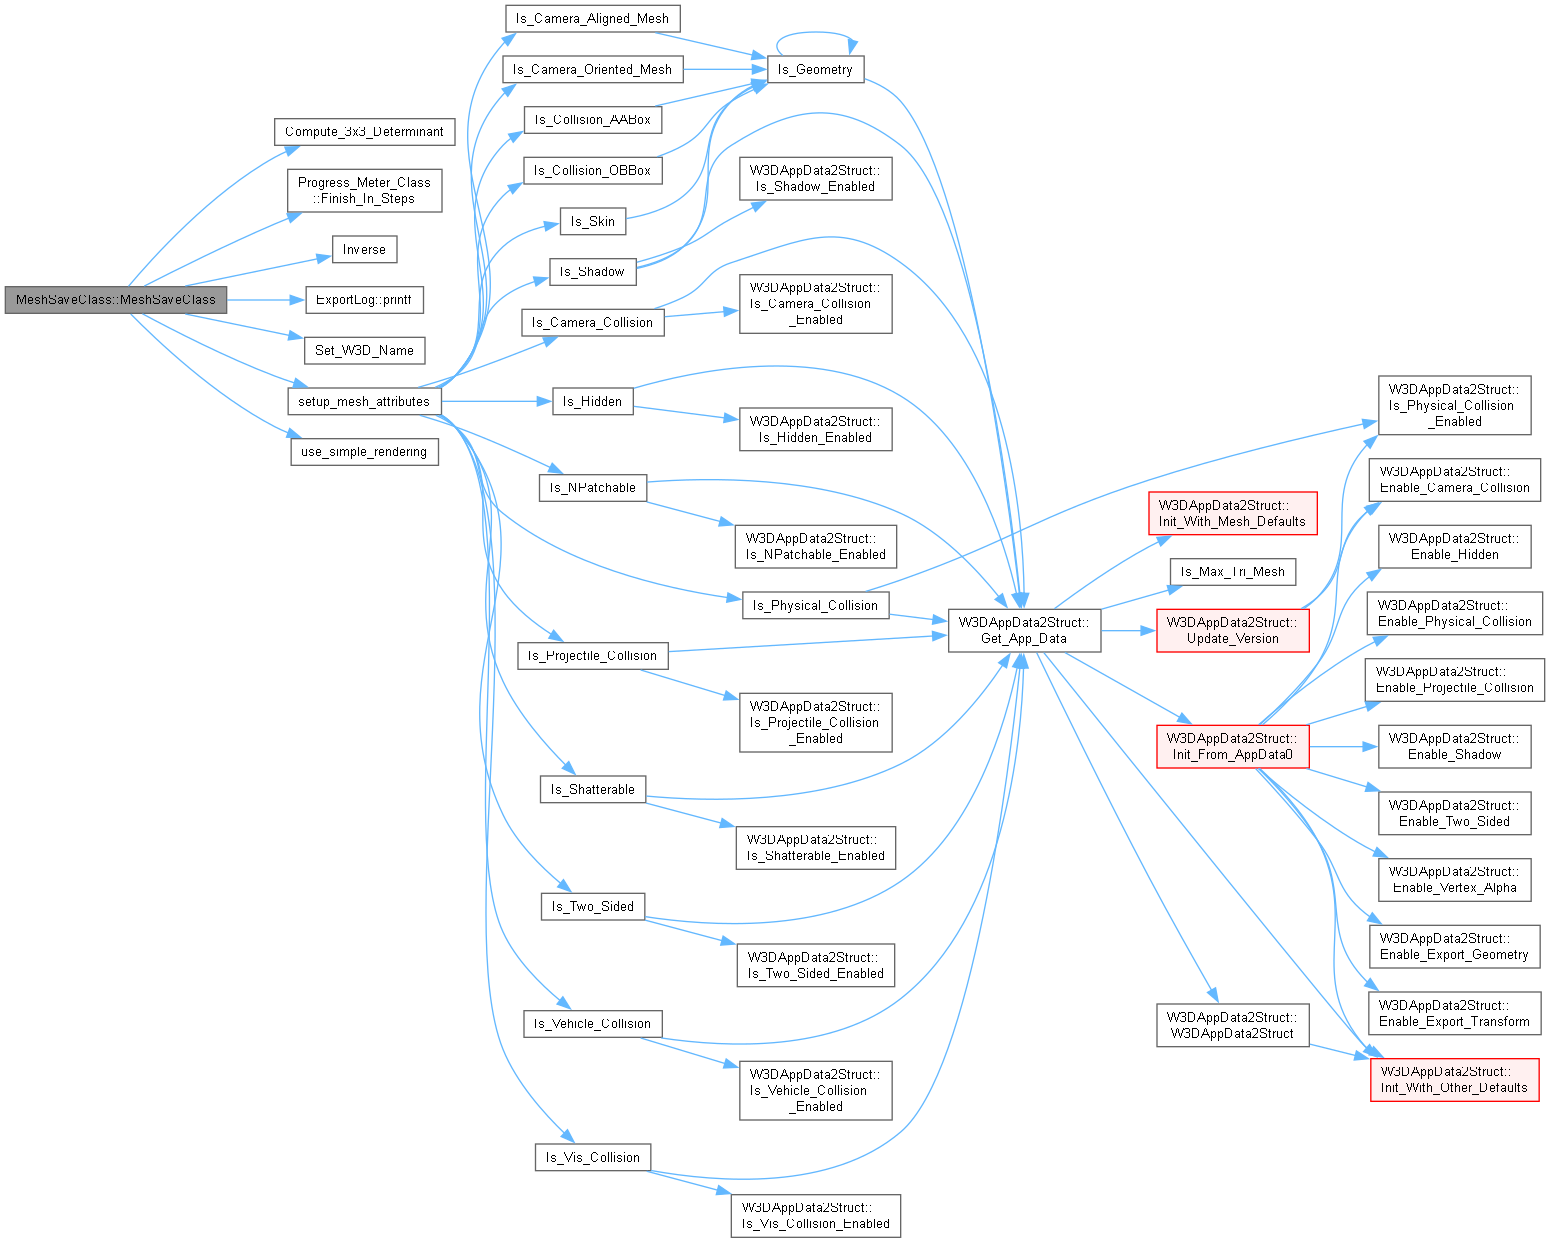 MeshSaveClass::MeshSaveClass
Compute_3x3_Determinant
Progress_Meter_Class
::Finish_In_Steps
Inverse
ExportLog::printf
Set_W3D_Name
setup_mesh_attributes
use_simple_rendering
Is_Camera_Aligned_Mesh
Is_Camera_Oriented_Mesh
Is_Collision_AABox
Is_Collision_OBBox
Is_Skin
Is_Shadow
Is_Camera_Collision
Is_Hidden
Is_NPatchable
Is_Physical_Collision
Is_Projectile_Collision
Is_Shatterable
Is_Two_Sided
Is_Vehicle_Collision
Is_Vis_Collision
Is_Geometry
W3DAppData2Struct::
Is_Shadow_Enabled
W3DAppData2Struct::
Is_Camera_Collision
_Enabled
W3DAppData2Struct::
Is_Hidden_Enabled
W3DAppData2Struct::
Is_NPatchable_Enabled
W3DAppData2Struct::
Is_Projectile_Collision
_Enabled
W3DAppData2Struct::
Is_Shatterable_Enabled
W3DAppData2Struct::
Is_Two_Sided_Enabled
W3DAppData2Struct::
Is_Vehicle_Collision
_Enabled
W3DAppData2Struct::
Is_Vis_Collision_Enabled
W3DAppData2Struct::
Get_App_Data
W3DAppData2Struct::
Init_With_Mesh_Defaults
Is_Max_Tri_Mesh
W3DAppData2Struct::
Update_Version
W3DAppData2Struct::
Init_From_AppData0
W3DAppData2Struct::
W3DAppData2Struct
W3DAppData2Struct::
Is_Physical_Collision
_Enabled
W3DAppData2Struct::
Enable_Camera_Collision
W3DAppData2Struct::
Enable_Hidden
W3DAppData2Struct::
Enable_Physical_Collision
W3DAppData2Struct::
Enable_Projectile_Collision
W3DAppData2Struct::
Enable_Shadow
W3DAppData2Struct::
Enable_Two_Sided
W3DAppData2Struct::
Enable_Vertex_Alpha
W3DAppData2Struct::
Enable_Export_Geometry
W3DAppData2Struct::
Enable_Export_Transform
W3DAppData2Struct::
Init_With_Other_Defaults